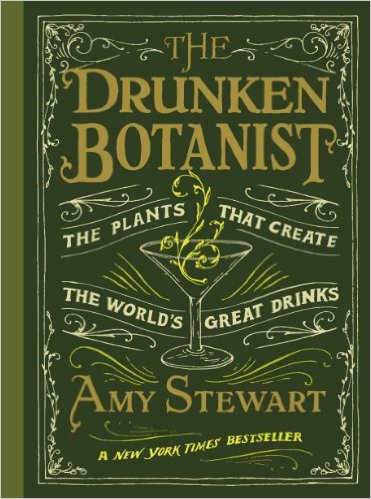 THE
DRUNKEN
BOTANIST
THE PLANTS THAT CREATE
THE WORLD'S GREAT DRINKS
AMY STEWART
A NEW YORK TIMES BESTSELLER